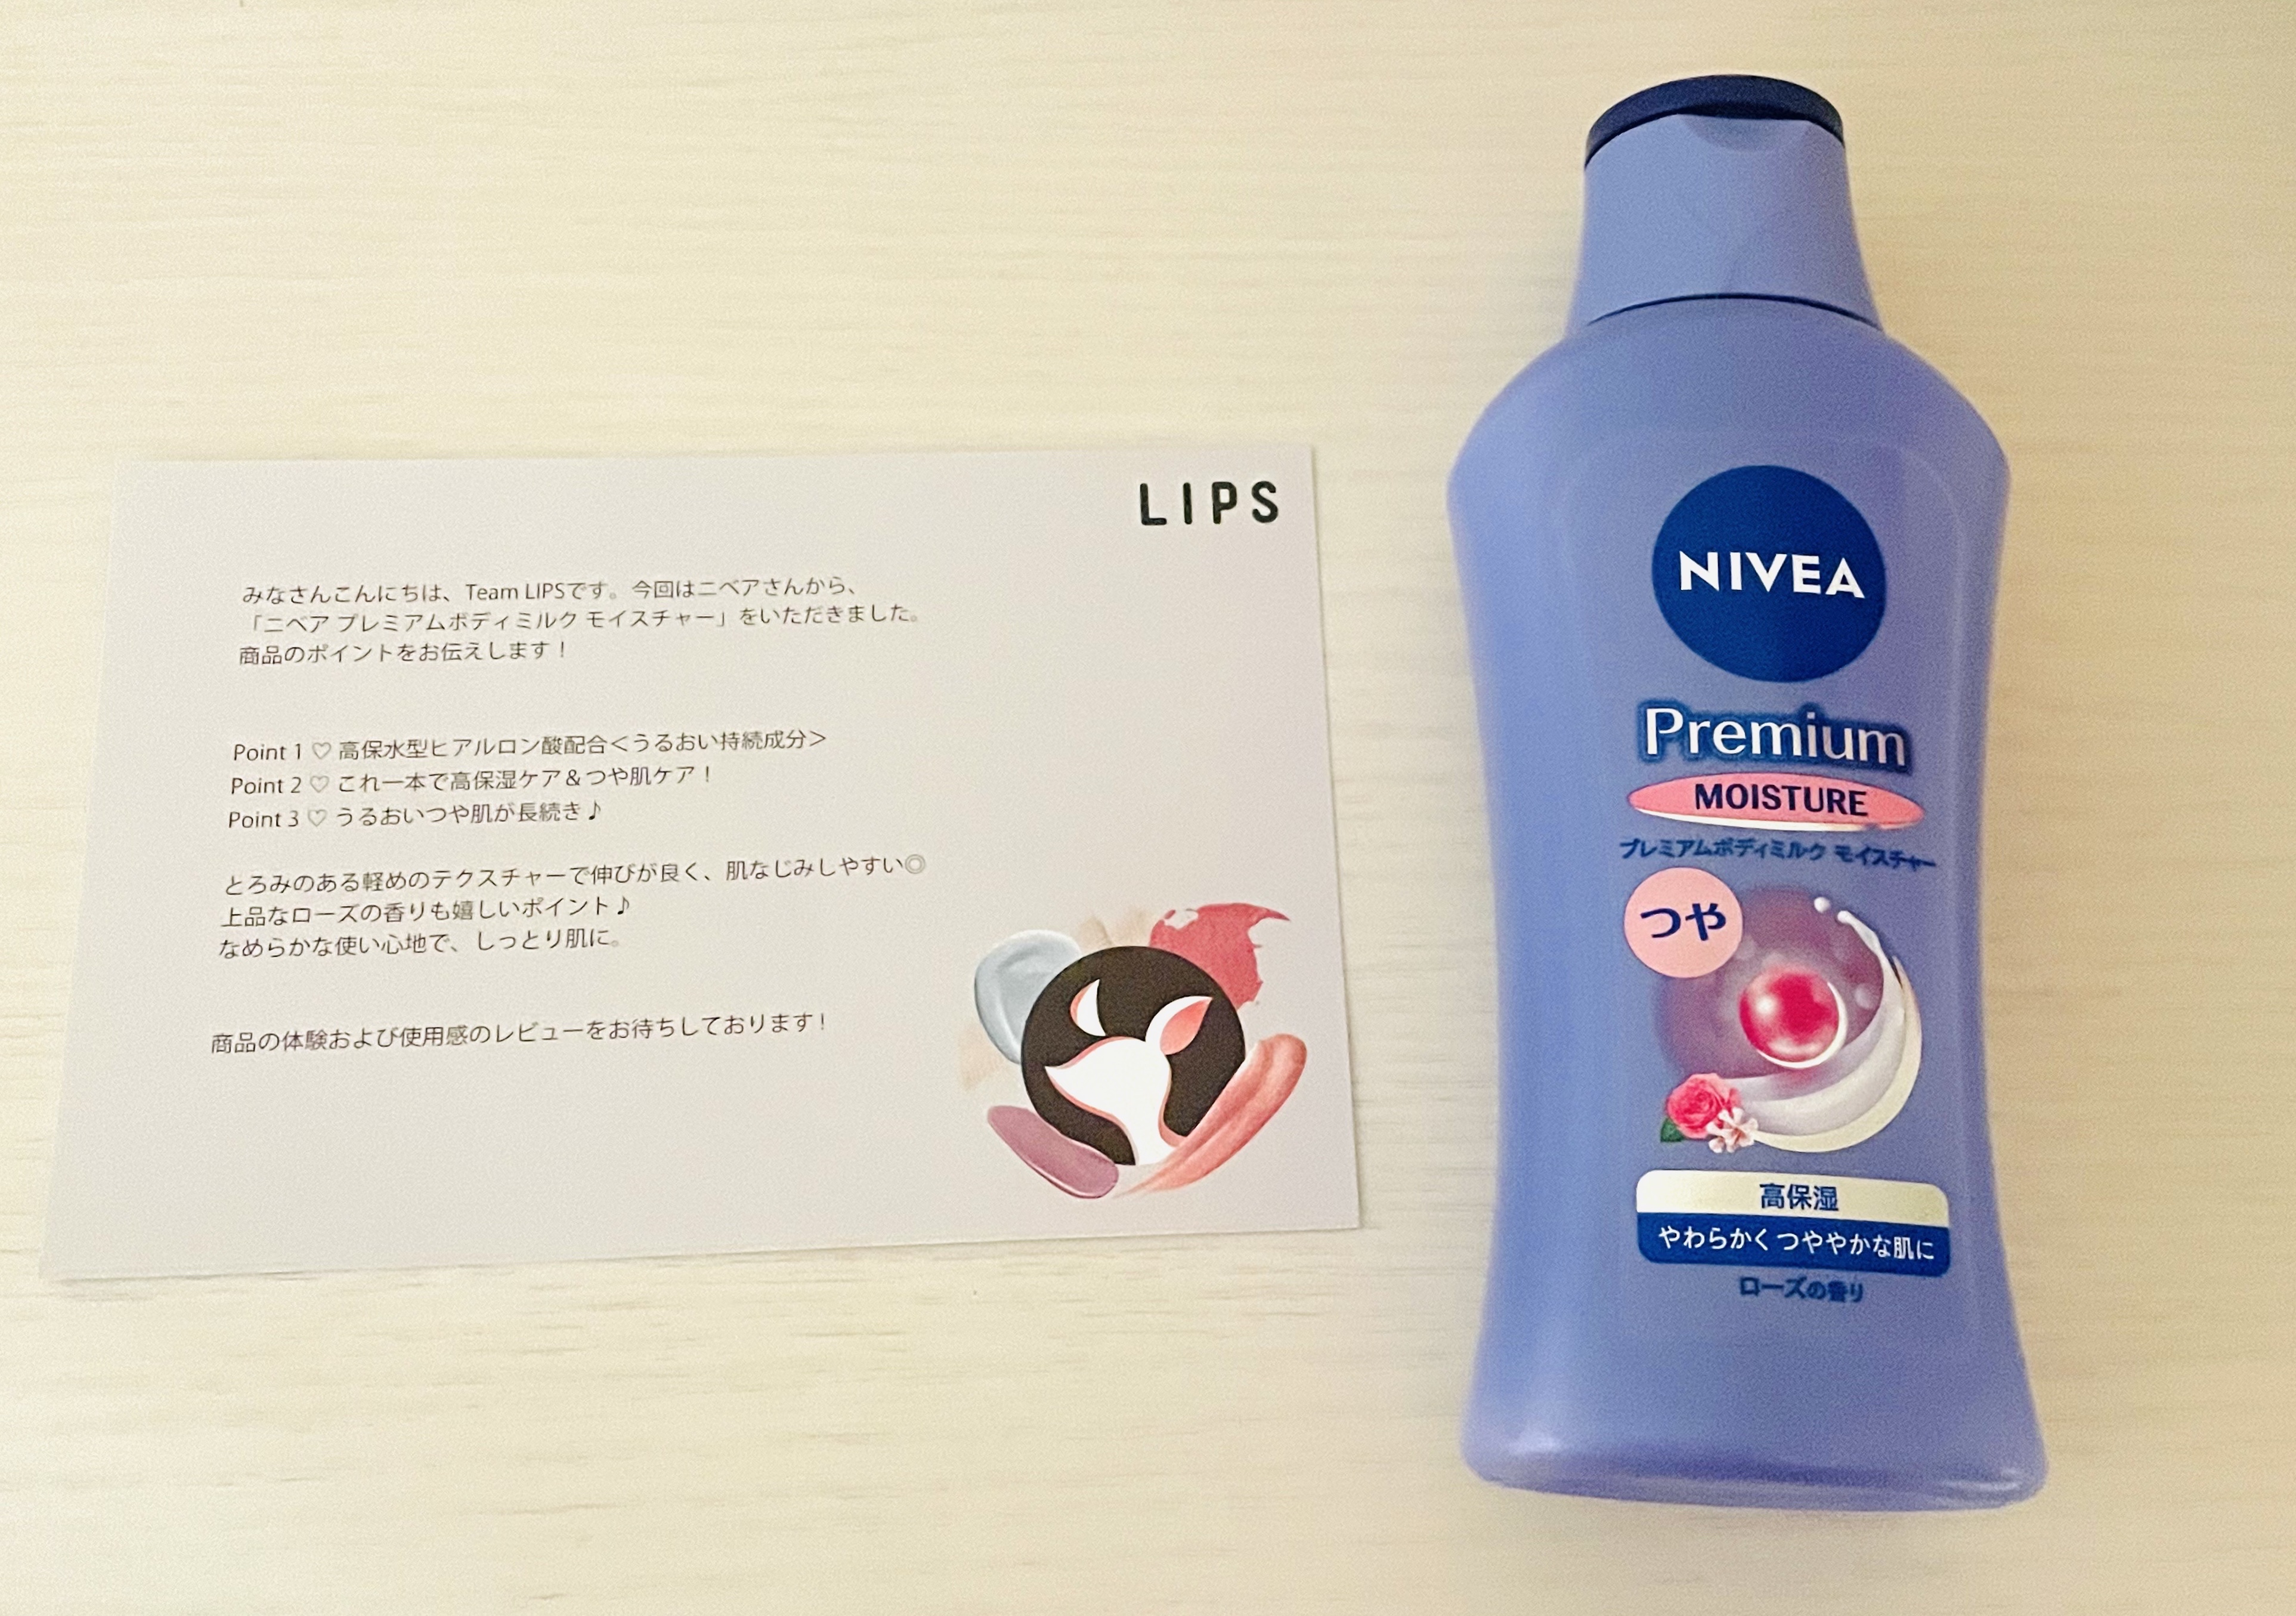 LIPS
みなさんこんにちは、Team LIPSです。今回はニベアさんから、
「ニベア プレミアムボディミルク モイスチャー」をいただきました。
商品のポイントをお伝えします！
Point 1 ♡ 高保水型ヒアルロン酸配合＜うるおい持続成分＞
Point 2 ♡ これ一本で高保湿ケア＆つや肌ケア！
Point 3 ♡ うるおいつや肌が長続き♪
とろみのある軽めのテクスチャーで伸びが良く、肌なじみしやすい◎
上品なローズの香りも嬉しいポイント♪
なめらかな使い心地で、しっとり肌に。
商品の体験および使用感のレビューをお待ちしております！
NIVEA
Premium
MOISTURE
プレミアムボディミルク モイスチャー
つや
高保湿
やわらかく つややかな肌に
ローズの香り